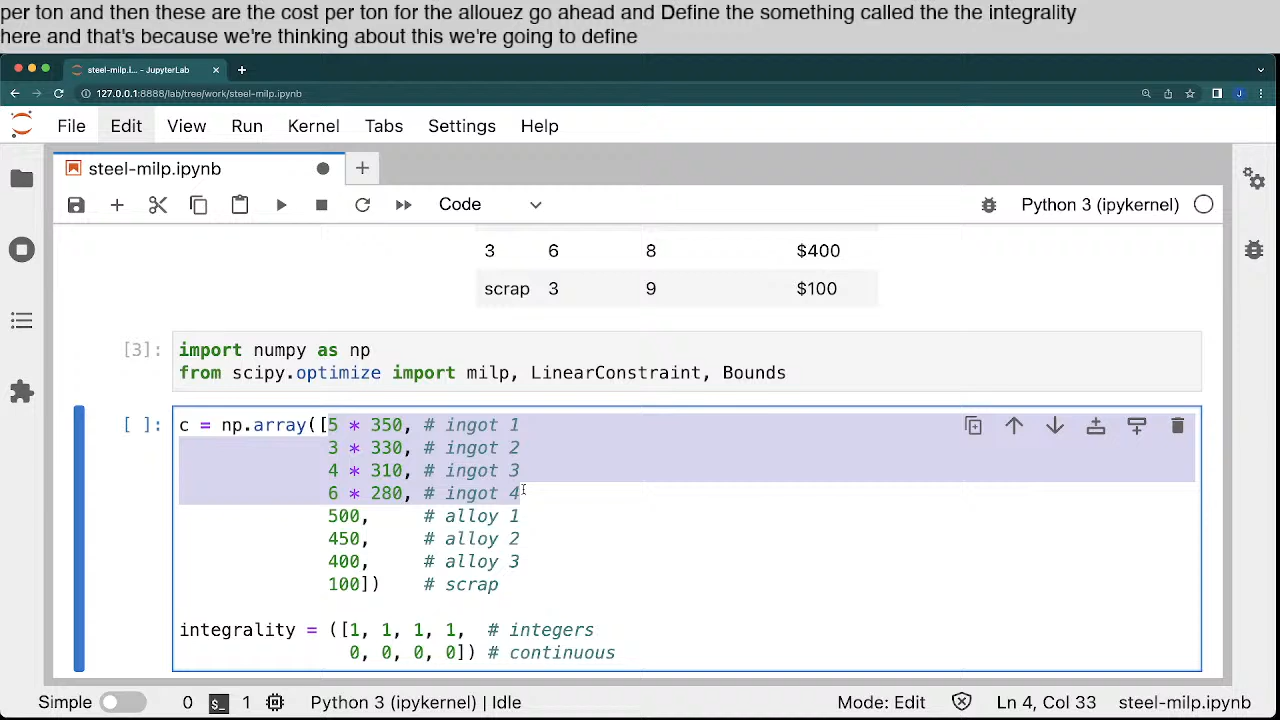 per ton and then these are the cost per ton for the allouez go ahead and Define the something called the the integrality
here and that's because we're thinking about this we're going to define
steel-milp.i... - JupyterLab
127.0.0.1:8888/lab/tree/work/steel-milp.ipynb
File Edit View Run Kernel Tabs Settings Help
steel-milp.ipynb
Code Python 3 (ipykernel)
3 6 8 $400
scrap 3 9 $100
[3]: import numpy as np
from scipy.optimize import milp, LinearConstraint, Bounds
[ ]: c = np.array([5 * 350, # ingot 1
3 * 330, # ingot 2
4 * 310, # ingot 3
6 * 280, # ingot 4
500, # alloy 1
450, # alloy 2
400, # alloy 3
100]) # scrap
integrality = ([1, 1, 1, 1, # integers
0, 0, 0, 0]) # continuous
Simple 0 1 Python 3 (ipykernel) | Idle Mode: Edit Ln 4, Col 33 steel-milp.ipynb